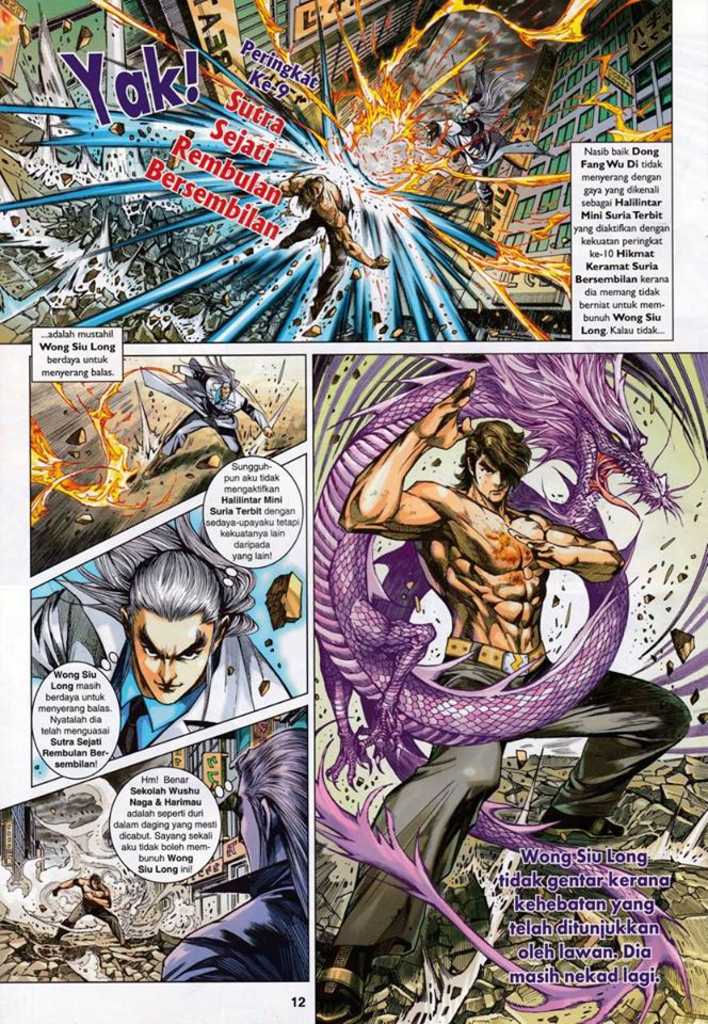 Yak!
Peringkat
Ke-9
Sutra
Sejati
Rembulan
Bersembilan
Nasib baik Dong
Fang Wu Di tidak
menyerang dengan
gaya yang dikenali
sebagai Halilintar
Mini Suria Terbit
yang diaktifkan dengan
kekuatan peringkat
ke-10 Hikmat
Keramat Suria
Bersembilan kerana
dia memang tidak
berniat untuk mem-
bunuh Wong Siu
Long. Kalau tidak...
...adalah mustahil
Wong Siu Long
berdaya untuk
menyerang balas.
Sungguh-
pun aku tidak
mengaktifkan
Halilintar Mini
Suria Terbit dengan
sedaya-upayaku tetapi
kekuatanya lain
daripada
yang lain!
Wong Siu
Long masih
berdaya untuk
menyerang balas.
Nyatalah dia
telah menguasai
Sutra Sejati
Rembulan Ber-
sembilan!
Hm! Benar
Sekolah Wushu
Naga & Harimau
adalah seperti duri
dalam daging yang mesti
dicabut. Sayang sekali
aku tidak boleh mem-
bunuh Wong
Siu Long ini!
Wong Siu Long
tidak gentar kerana
kehebatan yang
telah ditunjukkan
oleh lawan. Dia
masih nekad lagi.
12